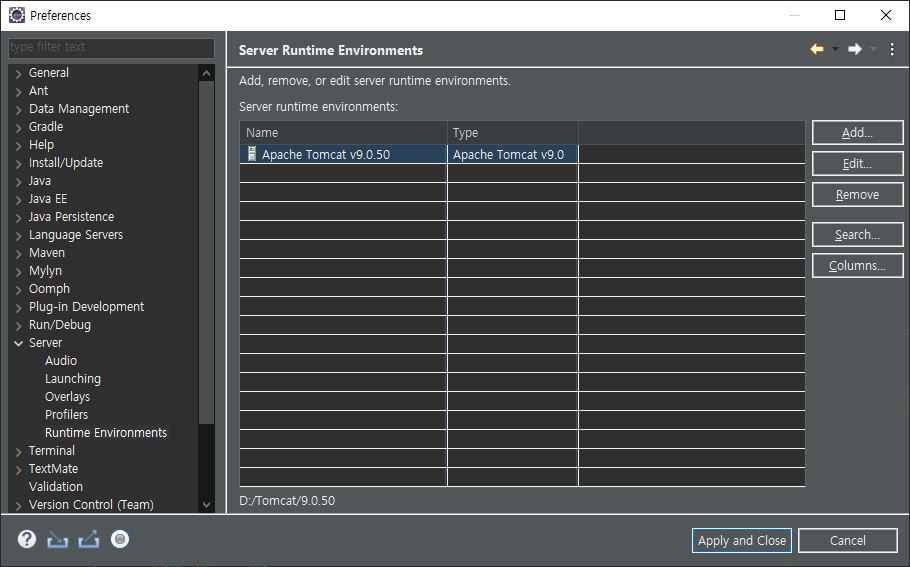 Preferences
type filter text
General
Ant
Data Management
Gradle
Help
Install/Update
Java
Java EE
Java Persistence
Language Servers
Maven
Mylyn
Oomph
Plug-in Development
Run/Debug
Server
Audio
Launching
Overlays
Profilers
Runtime Environments
Terminal
TextMate
Validation
Version Control (Team)
Server Runtime Environments
Add, remove, or edit server runtime environments.
Server runtime environments:
Name Type
Apache Tomcat v9.0.50 Apache Tomcat v9.0
Add...
Edit...
Remove
Search...
Columns...
D:/Tomcat/9.0.50
Apply and Close Cancel